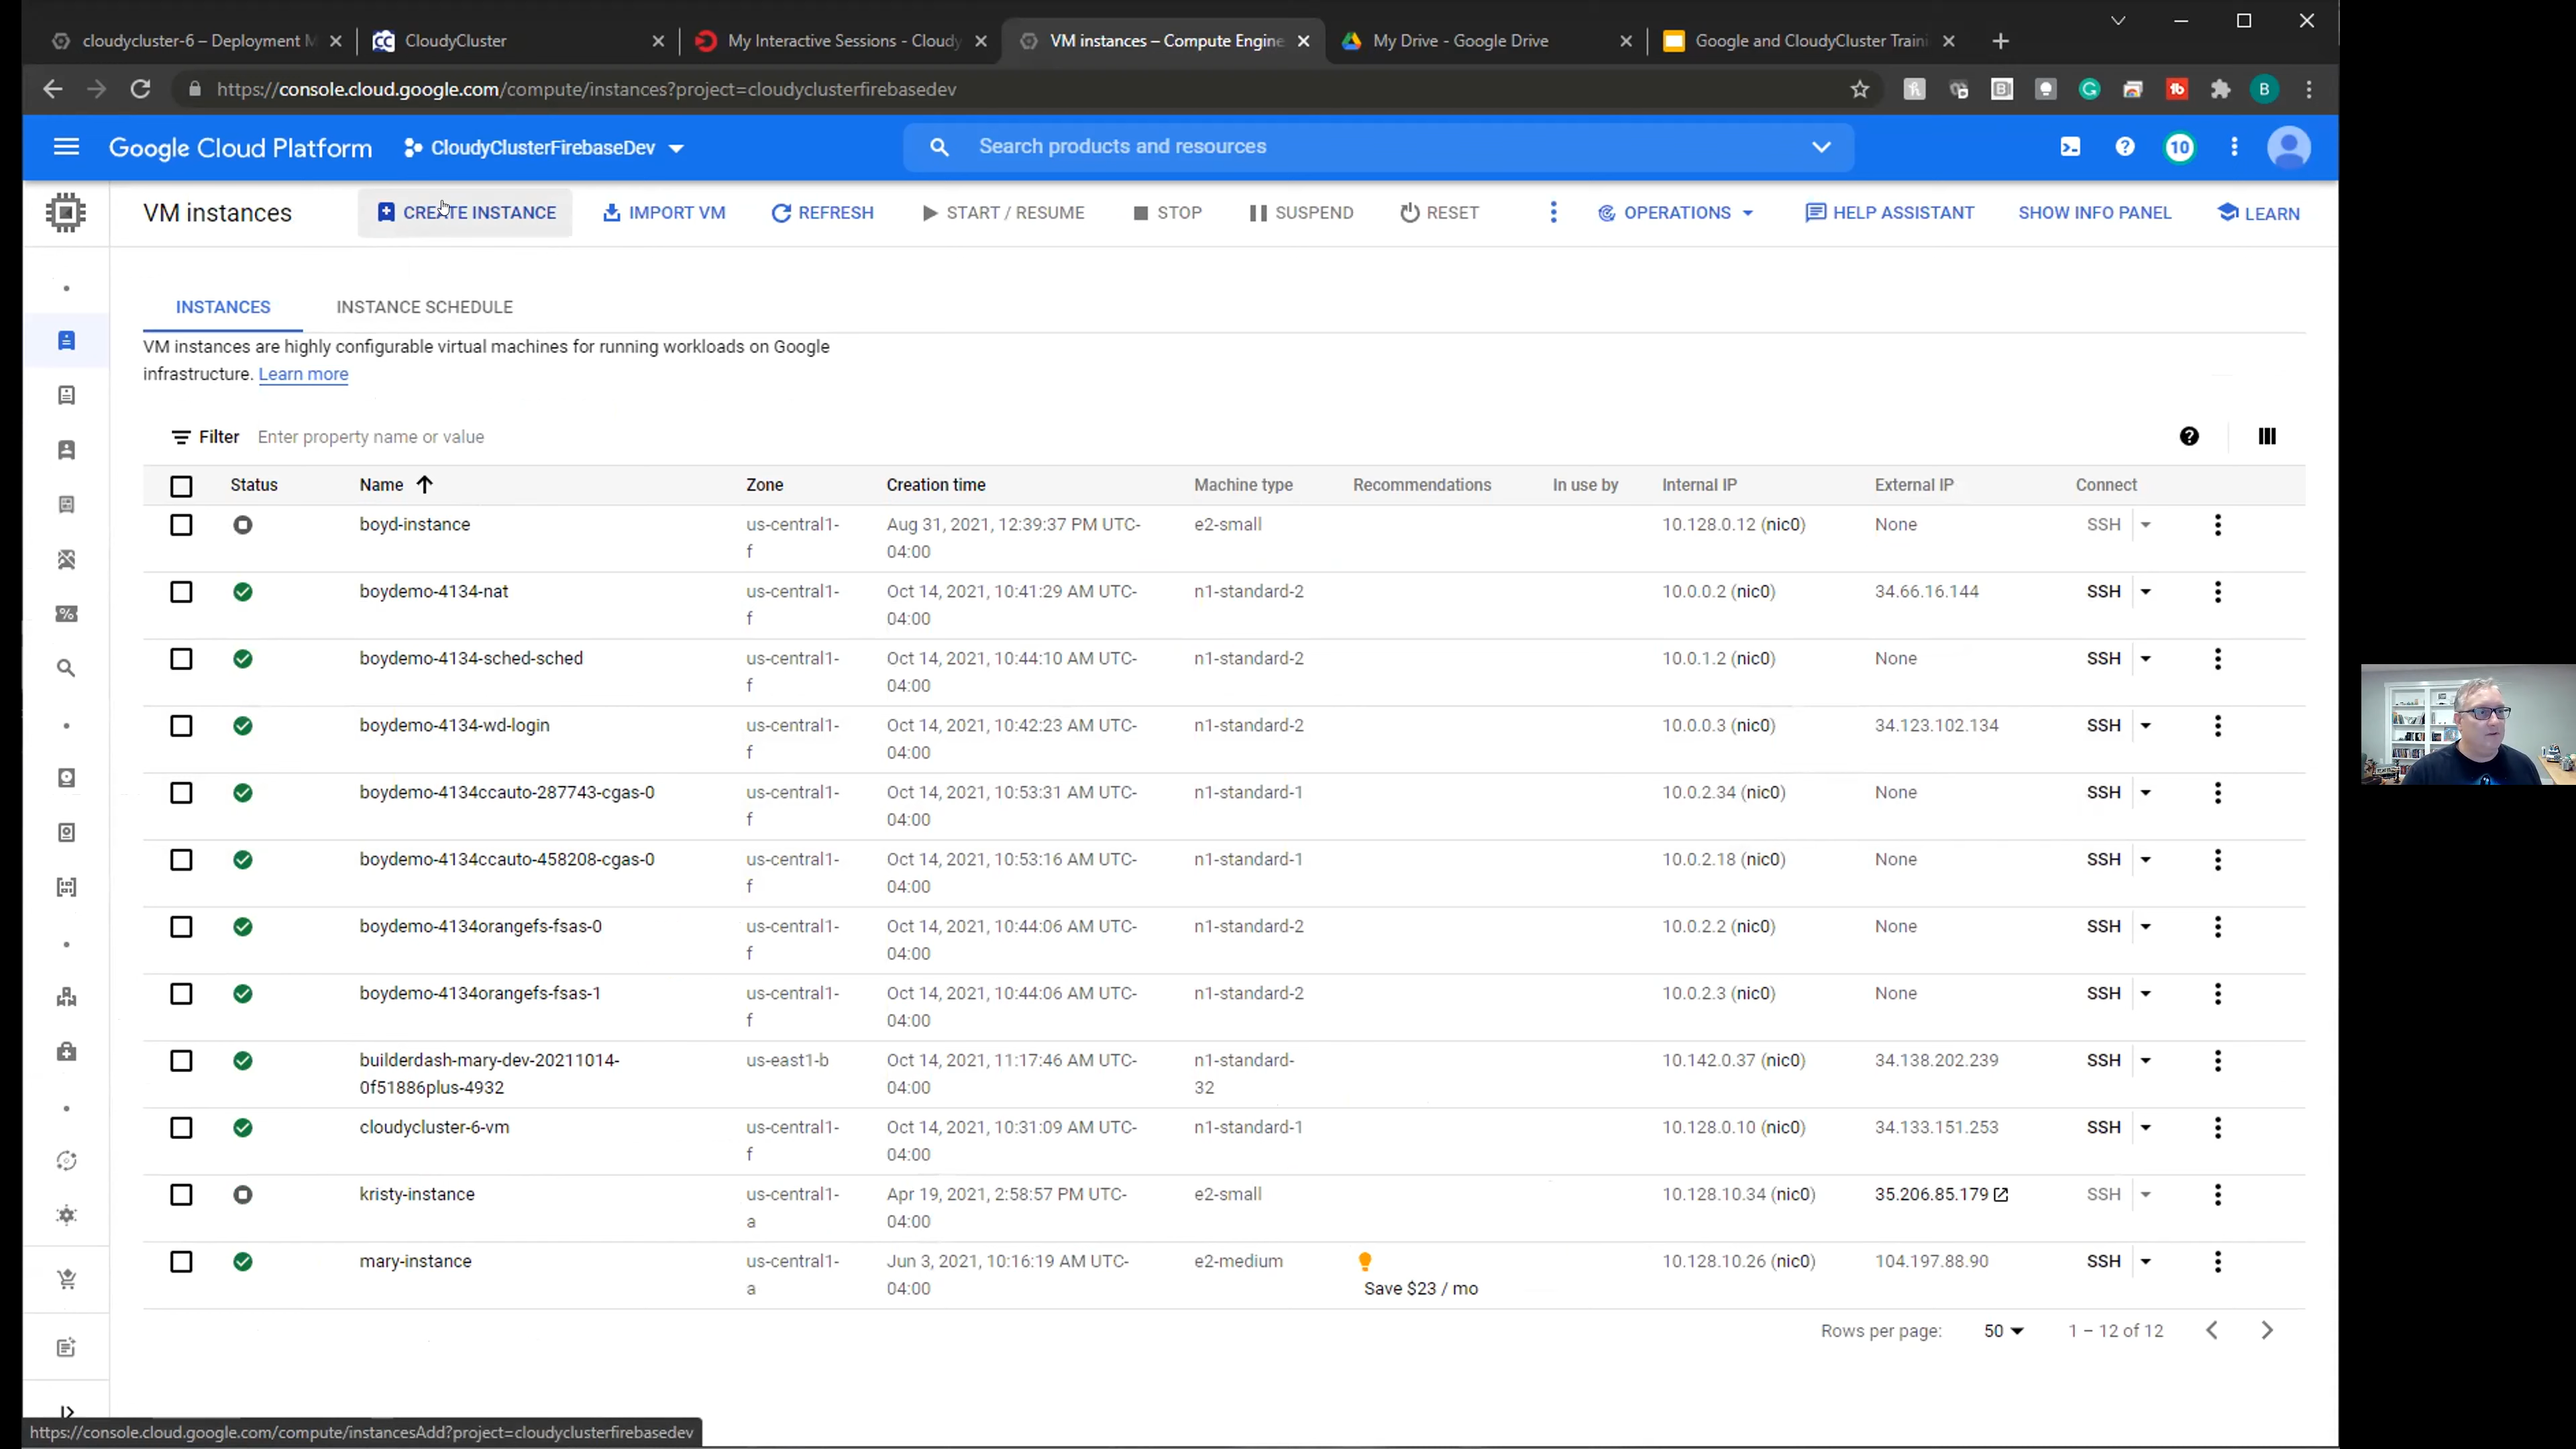 cloudycluster-6 – Deployment M
CloudyCluster
My Interactive Sessions - Cloudy
VM instances – Compute Engine
My Drive - Google Drive
Google and CloudyCluster Traini
https://console.cloud.google.com/compute/instances?project=cloudyclusterfirebasedev
B
Google Cloud Platform
CloudyClusterFirebaseDev
Search products and resources
10
VM instances
CREATE INSTANCE
IMPORT VM
REFRESH
START / RESUME
STOP
SUSPEND
RESET
OPERATIONS
HELP ASSISTANT
SHOW INFO PANEL
LEARN
INSTANCES
INSTANCE SCHEDULE
VM instances are highly configurable virtual machines for running workloads on Google
infrastructure. Learn more
Filter Enter property name or value
Status Name Zone Creation time Machine type Recommendations In use by Internal IP External IP Connect
boyd-instance us-central1- Aug 31, 2021, 12:39:37 PM UTC- e2-small 10.128.0.12 (nic0) None SSH
f 04:00
boydemo-4134-nat us-central1- Oct 14, 2021, 10:41:29 AM UTC- n1-standard-2 10.0.0.2 (nic0) 34.66.16.144 SSH
f 04:00
boydemo-4134-sched-sched us-central1- Oct 14, 2021, 10:44:10 AM UTC- n1-standard-2 10.0.1.2 (nic0) None SSH
f 04:00
boydemo-4134-wd-login us-central1- Oct 14, 2021, 10:42:23 AM UTC- n1-standard-2 10.0.0.3 (nic0) 34.123.102.134 SSH
f 04:00
boydemo-4134ccauto-287743-cgas-0 us-central1- Oct 14, 2021, 10:53:31 AM UTC- n1-standard-1 10.0.2.34 (nic0) None SSH
f 04:00
boydemo-4134ccauto-458208-cgas-0 us-central1- Oct 14, 2021, 10:53:16 AM UTC- n1-standard-1 10.0.2.18 (nic0) None SSH
f 04:00
boydemo-4134orangefs-fsas-0 us-central1- Oct 14, 2021, 10:44:06 AM UTC- n1-standard-2 10.0.2.2 (nic0) None SSH
f 04:00
boydemo-4134orangefs-fsas-1 us-central1- Oct 14, 2021, 10:44:06 AM UTC- n1-standard-2 10.0.2.3 (nic0) None SSH
f 04:00
builderdash-mary-dev-20211014- us-east1-b Oct 14, 2021, 11:17:46 AM UTC- n1-standard- 10.142.0.37 (nic0) 34.138.202.239 SSH
0f51886plus-4932 04:00 32
cloudycluster-6-vm us-central1- Oct 14, 2021, 10:31:09 AM UTC- n1-standard-1 10.128.0.10 (nic0) 34.133.151.253 SSH
f 04:00
kristy-instance us-central1- Apr 19, 2021, 2:58:57 PM UTC- e2-small 10.128.10.34 (nic0) 35.206.85.179 SSH
a 04:00
mary-instance us-central1- Jun 3, 2021, 10:16:19 AM UTC- e2-medium 10.128.10.26 (nic0) 104.197.88.90 SSH
a 04:00 Save $23 / mo
Rows per page: 50 1 – 12 of 12
https://console.cloud.google.com/compute/instancesAdd?project=cloudyclusterfirebasedev